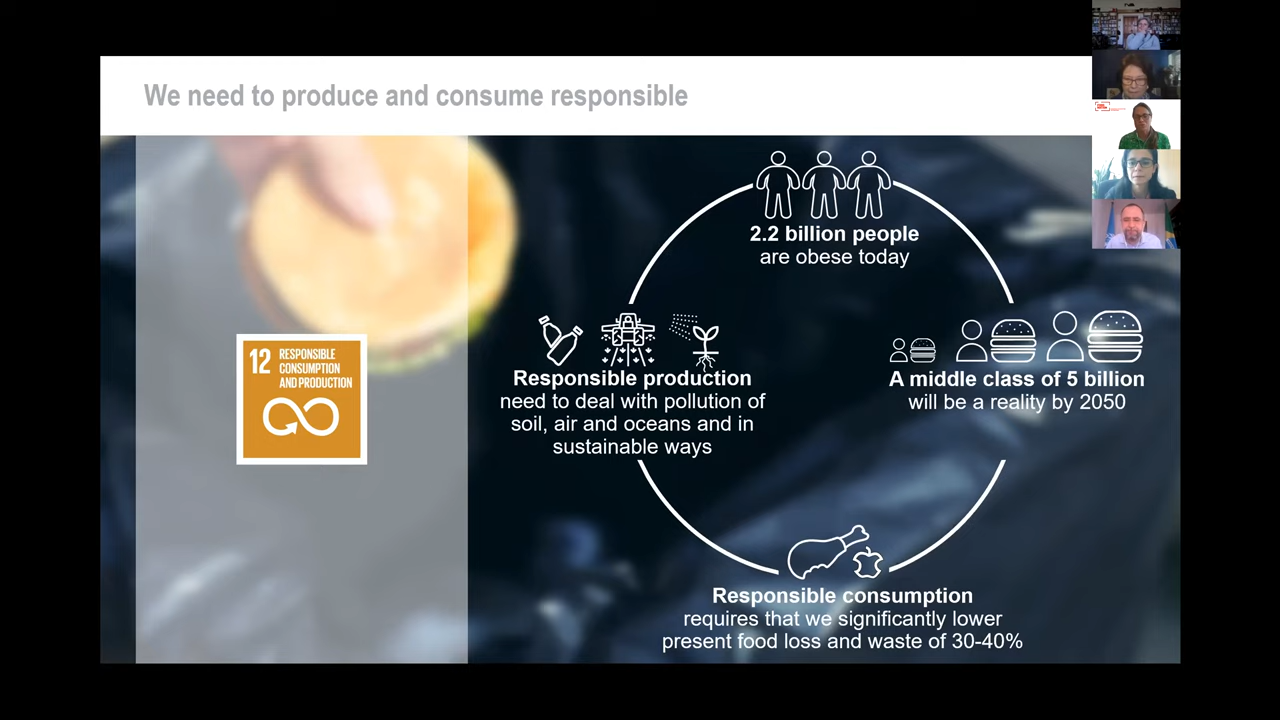 We need to produce and consume responsible
2.2 billion people
are obese today
12 RESPONSIBLE
CONSUMPTION
AND PRODUCTION
Responsible production
need to deal with pollution of
soil, air and oceans and in
sustainable ways
A middle class of 5 billion
will be a reality by 2050
Responsible consumption
requires that we significantly lower
present food loss and waste of 30-40%